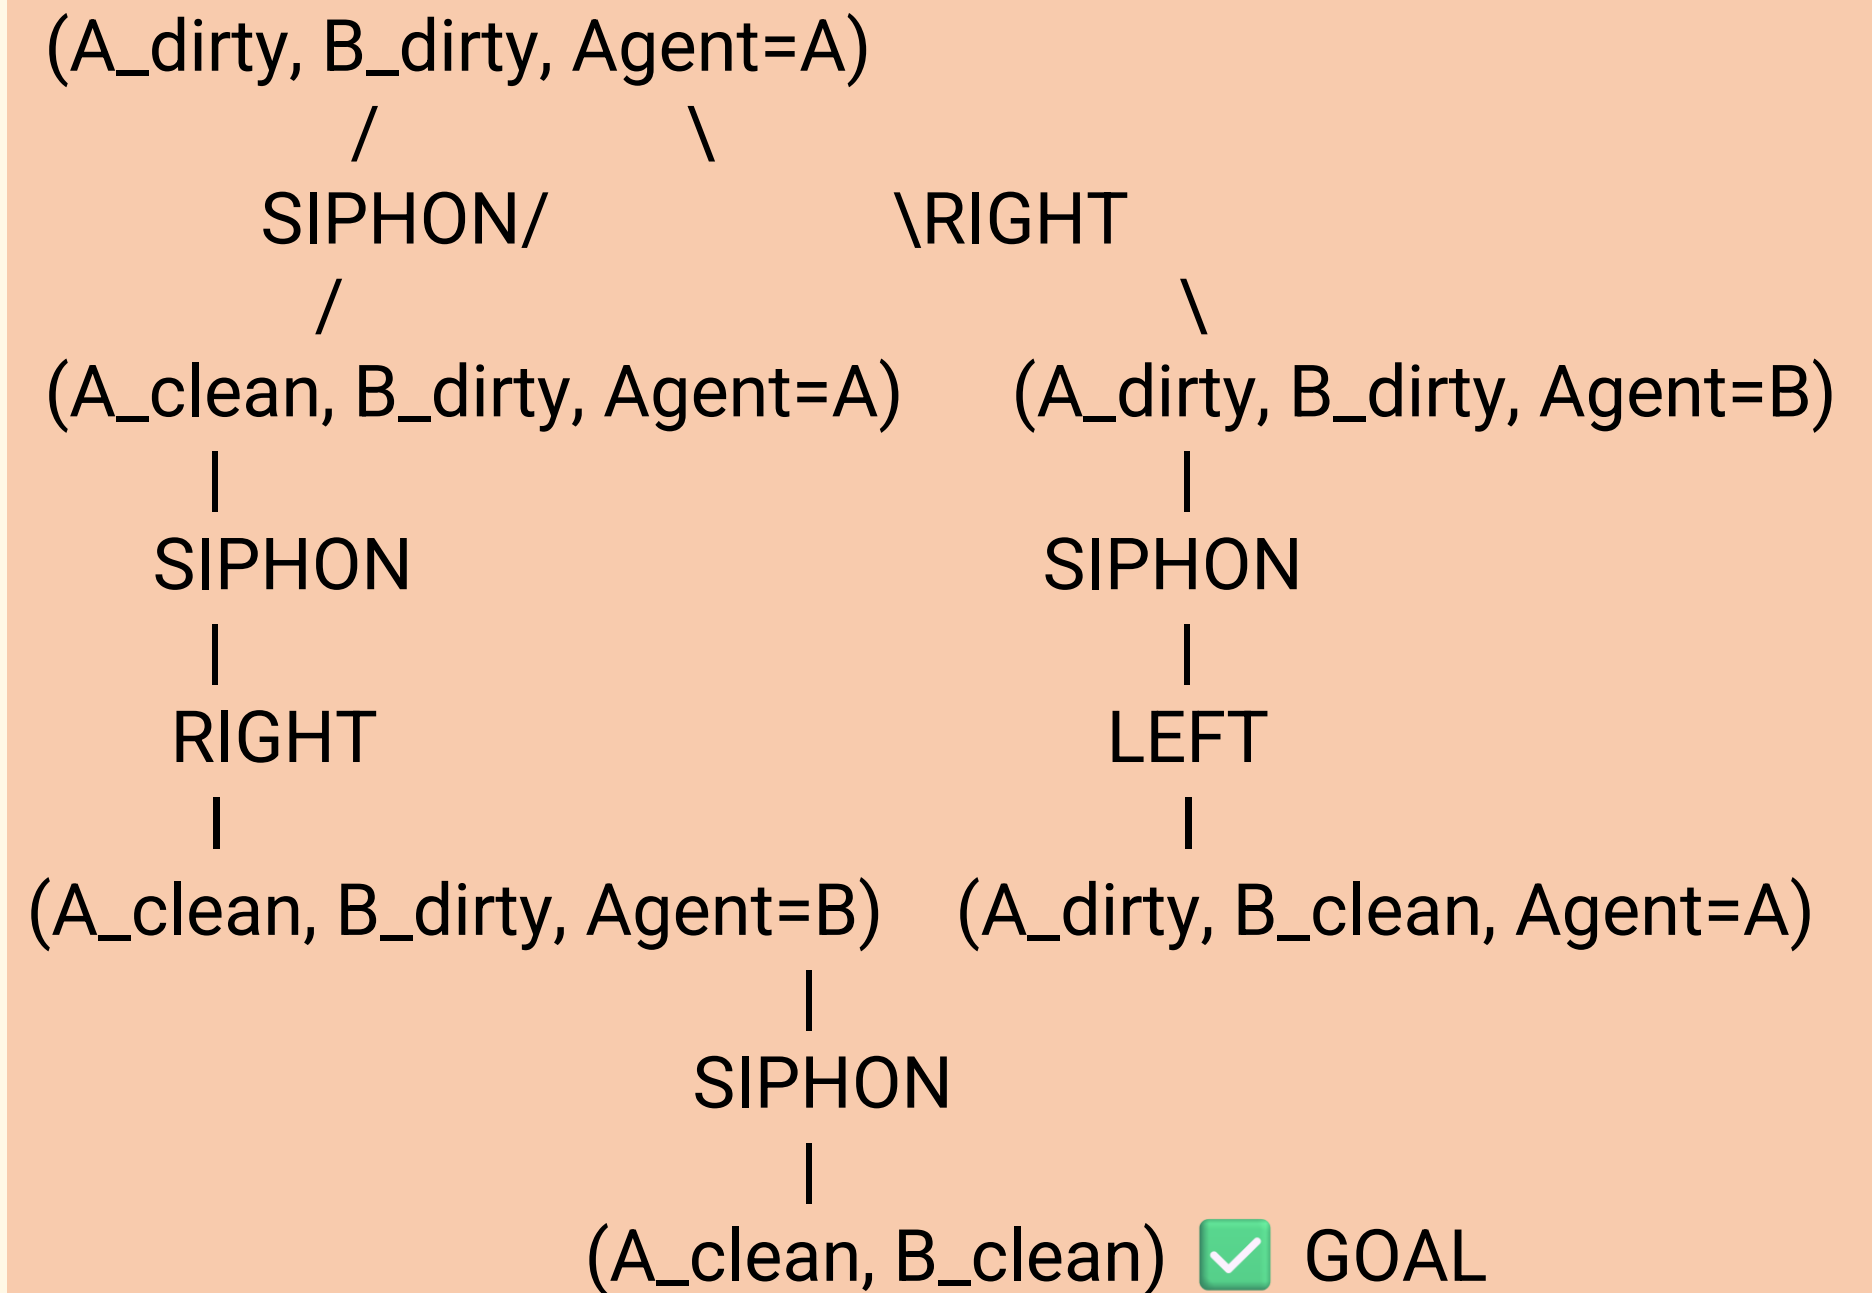 (A_dirty, B_dirty, Agent=A)
/ \
SIPHON/ \RIGHT
/ \
(A_clean, B_dirty, Agent=A) (A_dirty, B_dirty, Agent=B)
| |
SIPHON SIPHON
| |
RIGHT LEFT
| |
(A_clean, B_dirty, Agent=B) (A_dirty, B_clean, Agent=A)
|
SIPHON
|
(A_clean, B_clean) ✅ GOAL